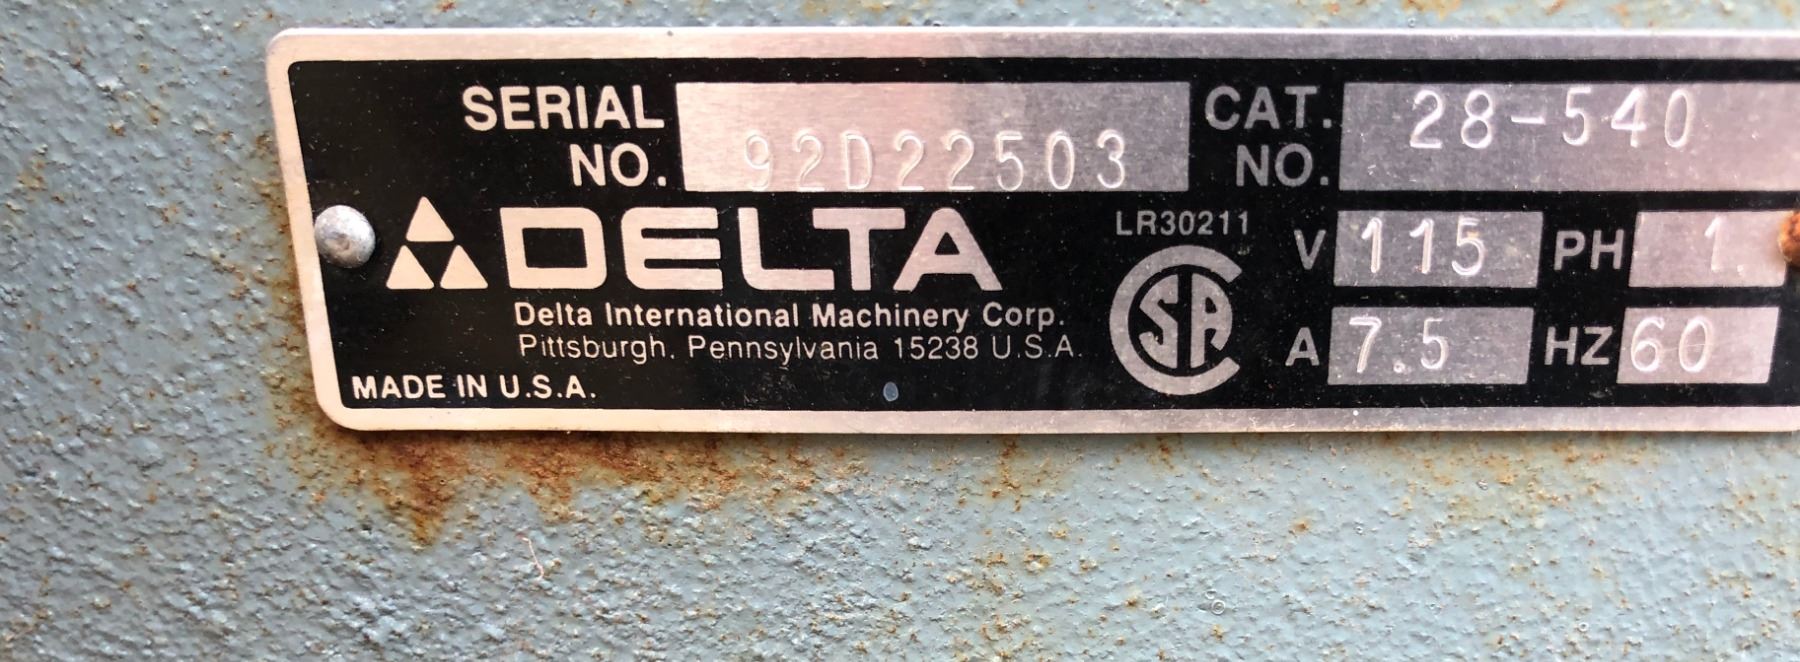 SERIAL NO. 92D22503
CAT. NO. 28-540
DELTA
LR30211
V 115 PH 1
Delta International Machinery Corp.
Pittsburgh, Pennsylvania 15238 U.S.A.
SA
A 7.5 HZ 60
MADE IN U.S.A.